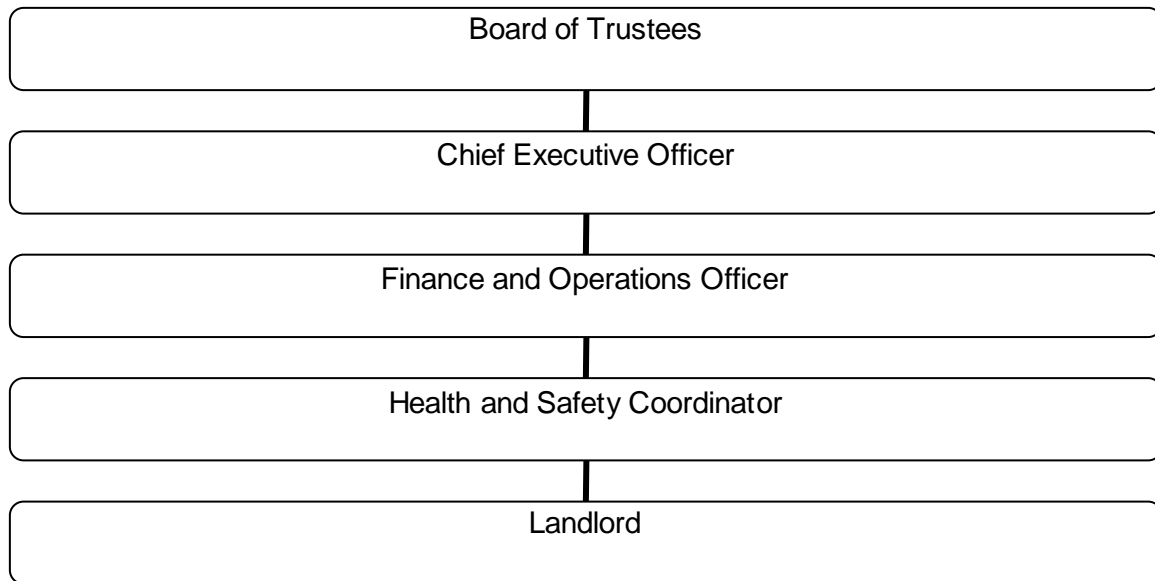 Board of Trustees
Chief Executive Officer
Finance and Operations Officer
Health and Safety Coordinator
Landlord